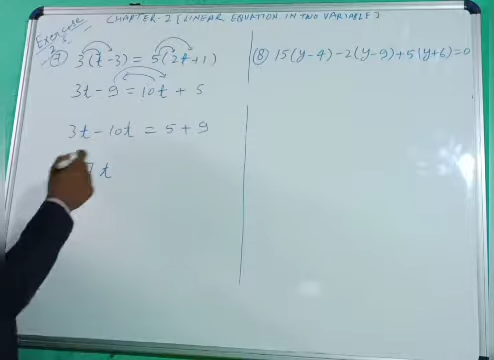 CHAPTER-2 [LINEAR EQUATION IN TWO VARIABLE]
Exercise
(7) 3(t-3) = 5(2t+1)
3t - 9 = 10t + 5
3t - 10t = 5 + 9
7t
(8) 15(y-4)-2(y-9)+5(y+6)=0